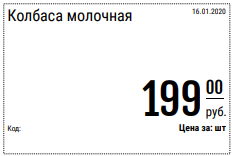 Колбаса молочная
16.01.2020
199 00
руб.
Код:
Цена за: шт